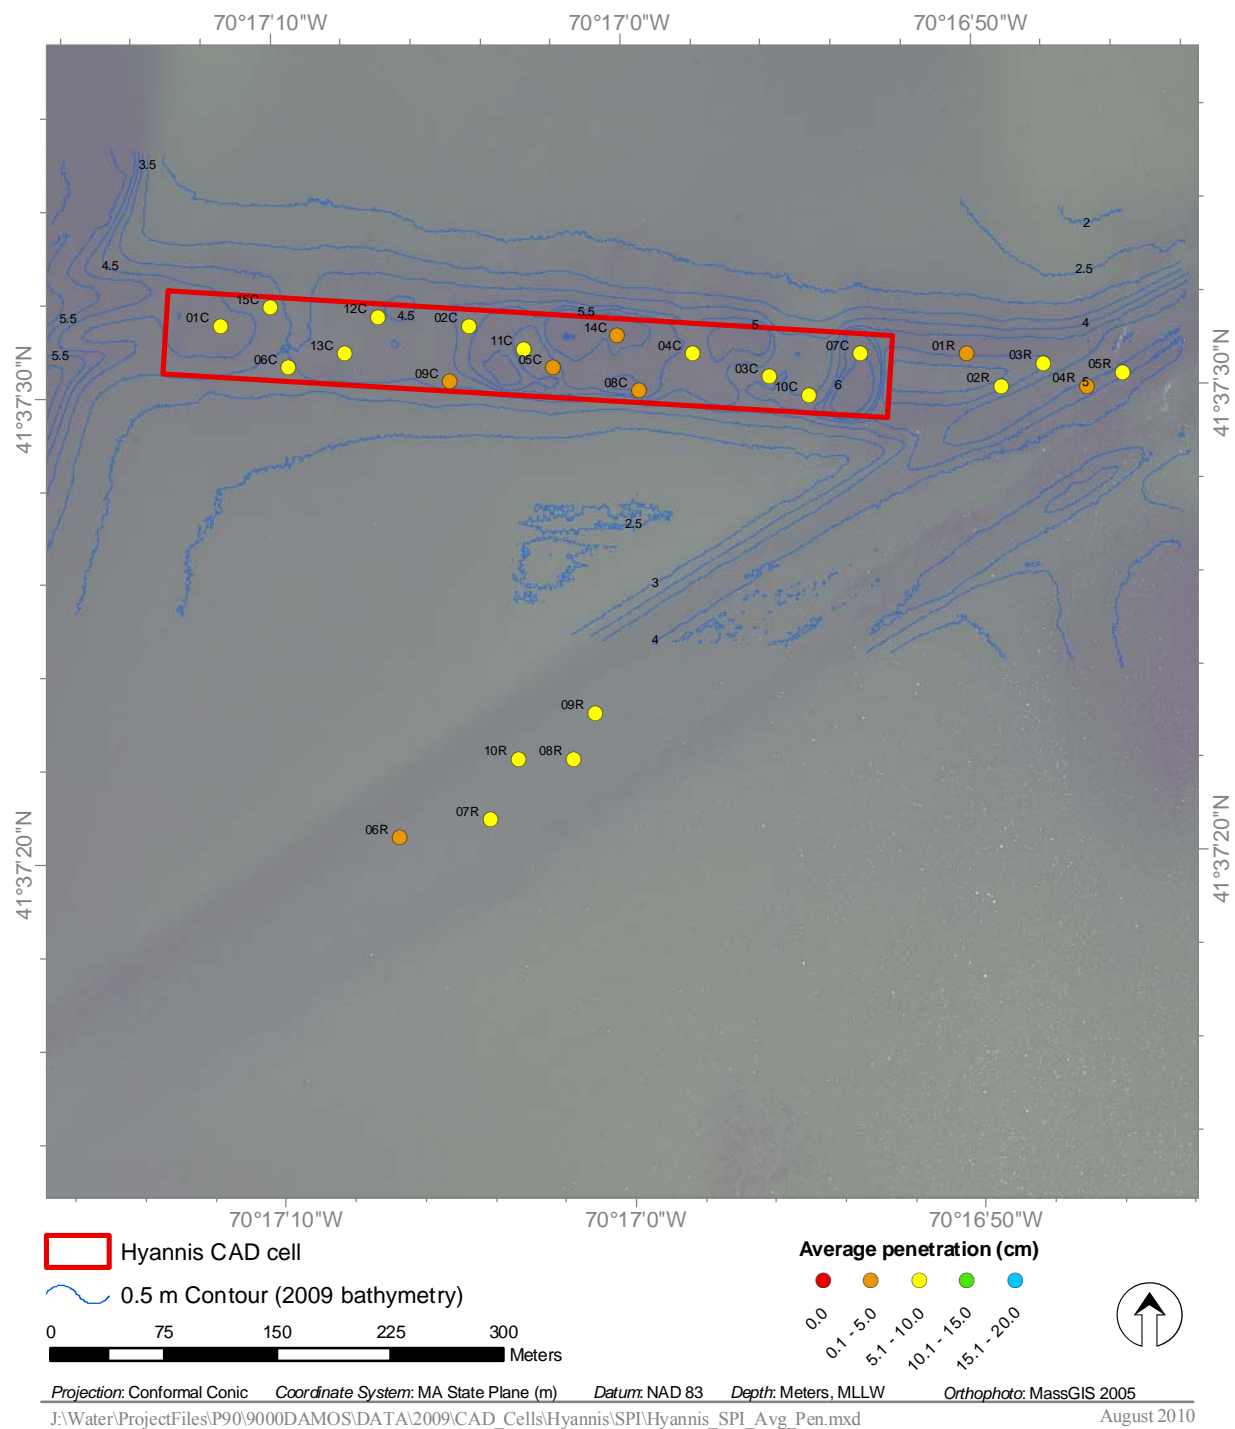 70°17'10"W 70°17'0"W 70°16'50"W
3.5
2
4.5
2.5
15C
12C
4.5
5.5
5.5
01C
02C
14C
5
4
5.5
13C
11C
04C
07C
01R
03R
06C
05C
03C
02R
04R
5
05R
09C
08C
10C
6
41°37'30"N
41°37'30"N
2.5
3
4
09R
10R
08R
07R
06R
41°37'20"N
41°37'20"N
70°17'10"W 70°17'0"W 70°16'50"W
Hyannis CAD cell
0.5 m Contour (2009 bathymetry)
0 75 150 225 300
Meters
Average penetration (cm)
0.0
0.1 - 5.0
5.1 - 10.0
10.1 - 15.0
15.1 - 20.0
Projection: Conformal Conic Coordinate System: MA State Plane (m) Datum: NAD 83 Depth: Meters, MLLW Orthophoto: MassGIS 2005
J:\Water\ProjectFiles\P90\9000DAMOS\DATA\2009\CAD_Cells\Hyannis\SPI\Hyannis_SPI_Avg_Pen.mxd August 2010